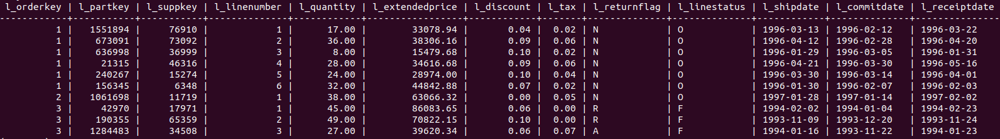 l_orderkey | l_partkey | l_suppkey | l_linenumber | l_quantity | l_extendedprice | l_discount | l_tax | l_returnflag | l_linestatus | l_shipdate | l_commitdate | l_receiptdate
------------+-----------+-----------+--------------+------------+-----------------+------------+-------+--------------+--------------+------------+--------------+---------------
1 | 1551894 | 76910 | 1 | 17.00 | 33078.94 | 0.04 | 0.02 | N | O | 1996-03-13 | 1996-02-12 | 1996-03-22
1 | 673091 | 73092 | 2 | 36.00 | 38306.16 | 0.09 | 0.06 | N | O | 1996-04-12 | 1996-02-28 | 1996-04-20
1 | 636998 | 36999 | 3 | 8.00 | 15479.68 | 0.10 | 0.02 | N | O | 1996-01-29 | 1996-03-05 | 1996-01-31
1 | 21315 | 46316 | 4 | 28.00 | 34616.68 | 0.09 | 0.06 | N | O | 1996-04-21 | 1996-03-30 | 1996-05-16
1 | 240267 | 15274 | 5 | 24.00 | 28974.00 | 0.10 | 0.04 | N | O | 1996-03-30 | 1996-03-14 | 1996-04-01
1 | 156345 | 6348 | 6 | 32.00 | 44842.88 | 0.07 | 0.02 | N | O | 1996-01-30 | 1996-02-07 | 1996-02-03
2 | 1061698 | 11719 | 1 | 38.00 | 63066.32 | 0.00 | 0.05 | N | O | 1997-01-28 | 1997-01-14 | 1997-02-02
3 | 42970 | 17971 | 1 | 45.00 | 86083.65 | 0.06 | 0.00 | R | F | 1994-02-02 | 1994-01-04 | 1994-02-23
3 | 190355 | 65359 | 2 | 49.00 | 70822.15 | 0.10 | 0.00 | R | F | 1993-11-09 | 1993-12-20 | 1993-11-24
3 | 1284483 | 34508 | 3 | 27.00 | 39620.34 | 0.06 | 0.07 | A | F | 1994-01-16 | 1993-11-22 | 1994-01-23